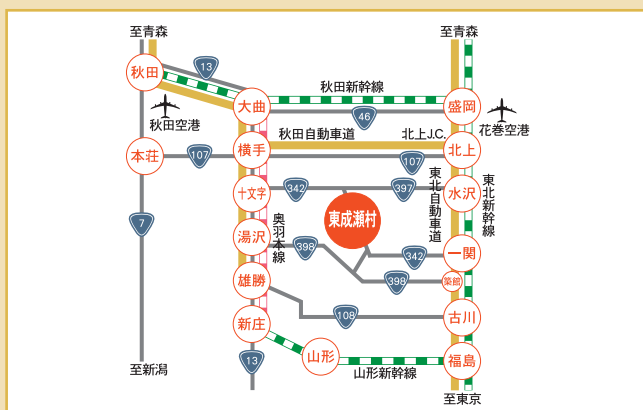 至青森
至青森
秋田
13
秋田新幹線
大曲
盛岡
46
秋田空港
花巻空港
秋田自動車道
北上J.C.
横手
北上
本荘
107
107
十文字
342
397
水沢
東北自動車道
東北新幹線
7
東成瀬村
奥羽本線
湯沢
398
342
一関
雄勝
398
築館
108
古川
新庄
13
山形
福島
山形新幹線
至新潟
至東京